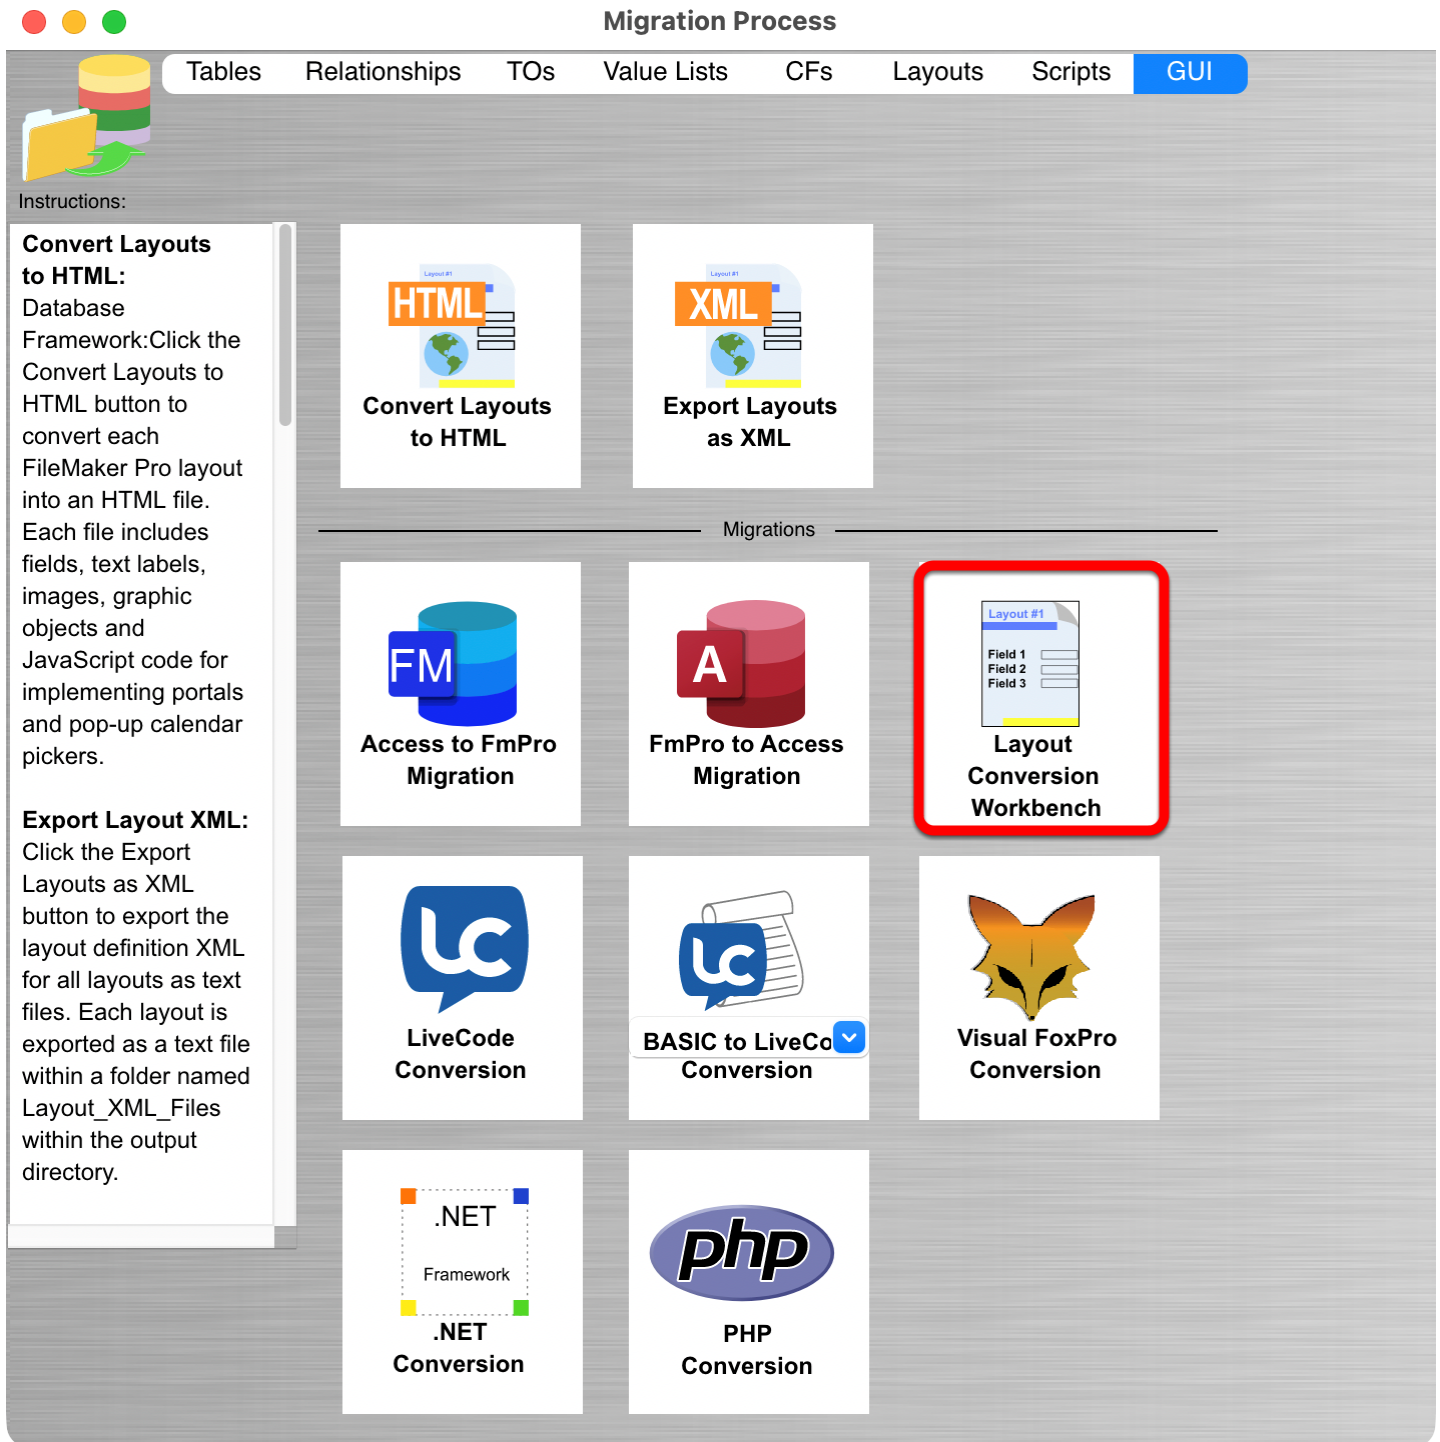 Migration Process
Tables Relationships TOs Value Lists CFs Layouts Scripts GUI
Instructions:
Convert Layouts
to HTML:
Database
Framework:Click the
Convert Layouts to
HTML button to
convert each
FileMaker Pro layout
into an HTML file.
Each file includes
fields, text labels,
images, graphic
objects and
JavaScript code for
implementing portals
and pop-up calendar
pickers.
Export Layout XML:
Click the Export
Layouts as XML
button to export the
layout definition XML
for all layouts as text
files. Each layout is
exported as a text file
within a folder named
Layout_XML_Files
within the output
directory.
Layout #1
HTML
Convert Layouts
to HTML
Layout #1
XML
Export Layouts
as XML
Migrations
FM
Access to FmPro
Migration
A
FmPro to Access
Migration
Layout #1
Field 1
Field 2
Field 3
Layout
Conversion
Workbench
LC
LiveCode
Conversion
LC
BASIC to LiveCo
Conversion
Visual FoxPro
Conversion
.NET
Framework
.NET
Conversion
php
PHP
Conversion